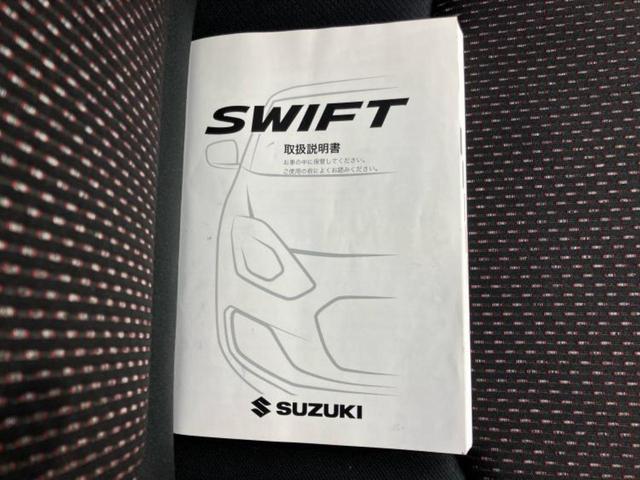 SWIFT
取扱説明書
お車の中に保管してください。
ご使用の前によくお読みください。
SUZUKI